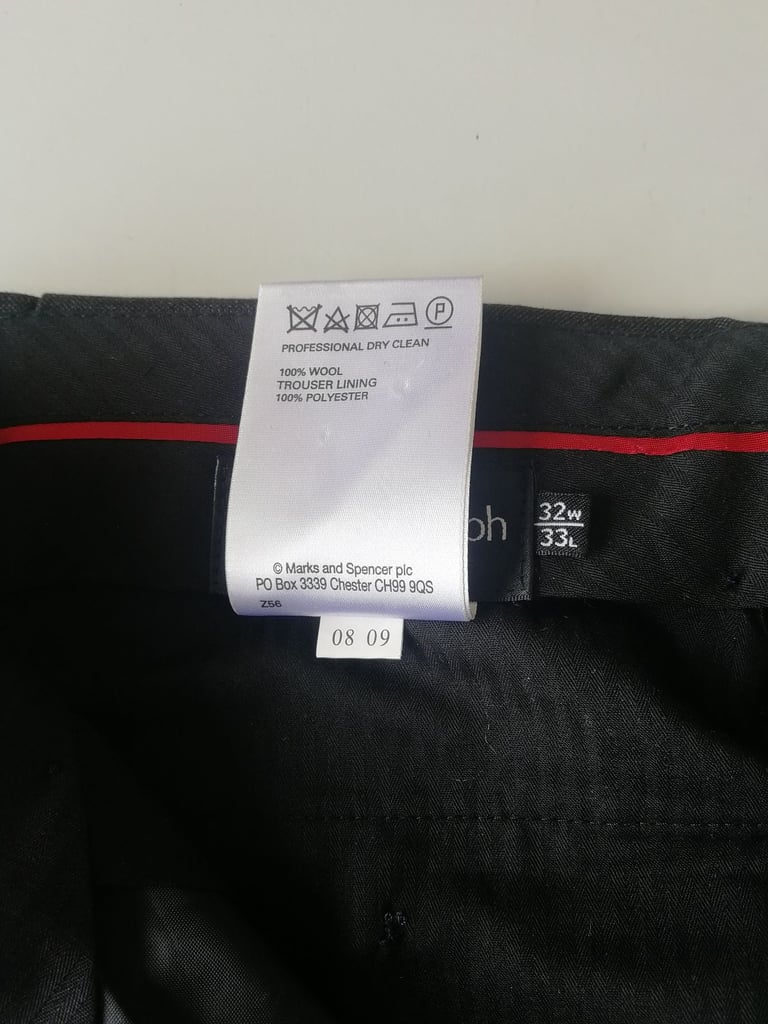 P
PROFESSIONAL DRY CLEAN
100% WOOL
TROUSER LINING
100% POLYESTER
ph
32W
33L
© Marks and Spencer plc
PO Box 3339 Chester CH99 9QS
Z56
08 09